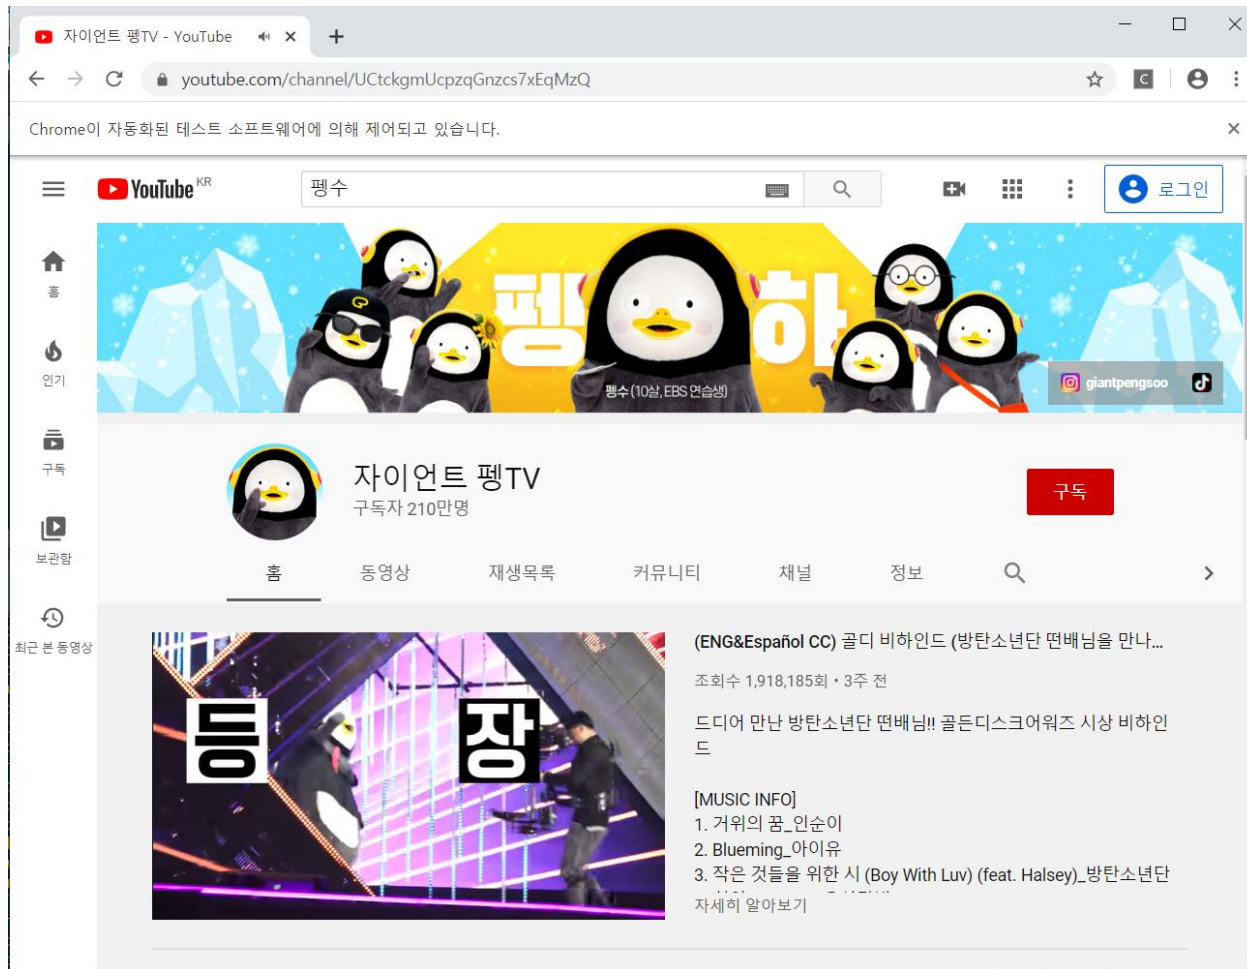 자이언트 펭TV - YouTube
youtube.com/channel/UCtckgmUcpzqGnzcs7xEqMzQ
Chrome이 자동화된 테스트 소프트웨어에 의해 제어되고 있습니다.
YouTube KR
펭수
로그인
홈
인기
구독
보관함
최근 본 동영상
펭 하
펭수 (10살, EBS 연습생)
giantpengsoo
자이언트 펭TV
구독자 210만명
구독
홈 동영상 재생목록 커뮤니티 채널 정보
등 장
(ENG&Español CC) 골디 비하인드 (방탄소년단 떤배님을 만나...
조회수 1,918,185회 • 3주 전
드디어 만난 방탄소년단 떤배님!! 골든디스크어워즈 시상 비하인
드
[MUSIC INFO]
1. 거위의 꿈_인순이
2. Blueming_아이유
3. 작은 것들을 위한 시 (Boy With Luv) (feat. Halsey)_방탄소년단
자세히 알아보기